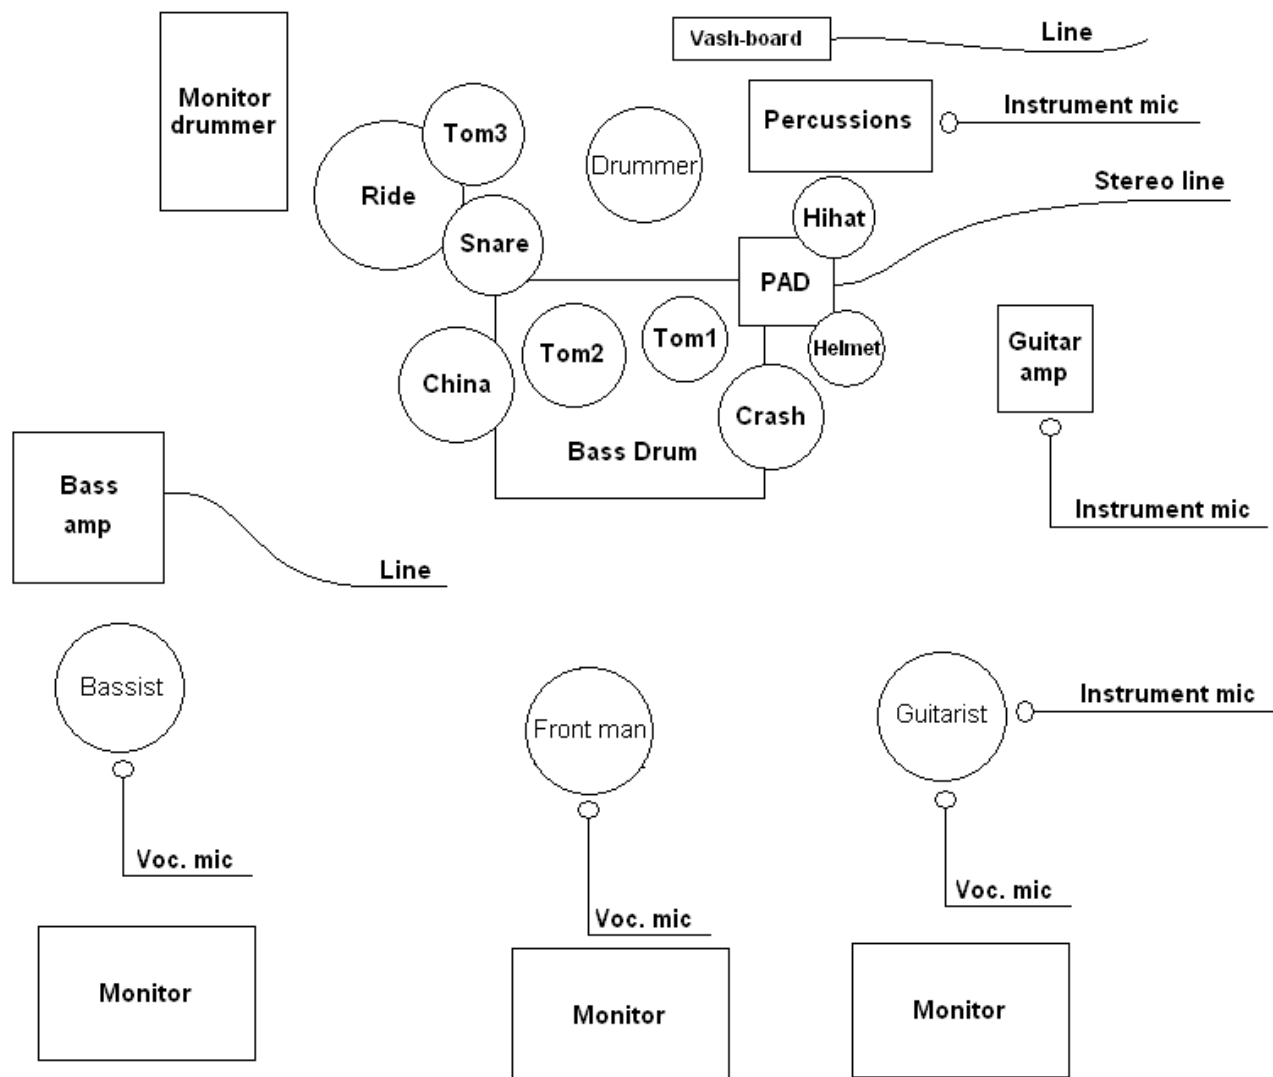 Vash-board
Line
Monitor
drummer
Tom3
Drummer
Percussions
Instrument mic
Ride
Stereo line
Snare
Hihat
PAD
China
Tom2
Tom1
Helmet
Guitar
amp
Crash
Bass Drum
Bass
amp
Instrument mic
Line
Bassist
Front man
Guitarist
Instrument mic
Voc. mic
Voc. mic
Voc. mic
Monitor
Monitor
Monitor